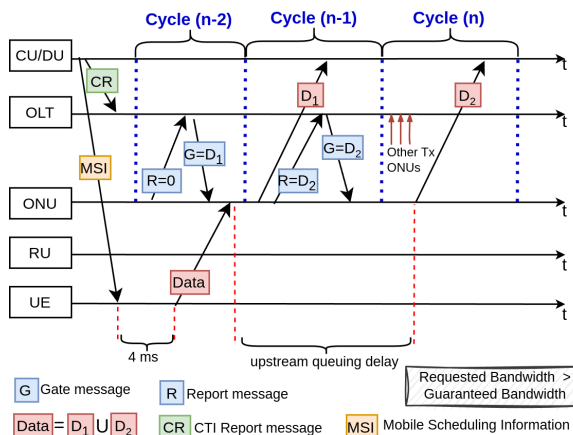 Cycle (n-2)
Cycle (n-1)
Cycle (n)
CU/DU
t
CR
D1
D2
OLT
t
MSI
G=D1
G=D2
Other Tx
ONUs
R=0
R=D2
ONU
t
RU
t
Data
UE
t
4 ms
upstream queuing delay
G Gate message
R Report message
Requested Bandwidth >
Guaranteed Bandwidth
Data = D1 U D2
CR CTI Report message
MSI Mobile Scheduling Information